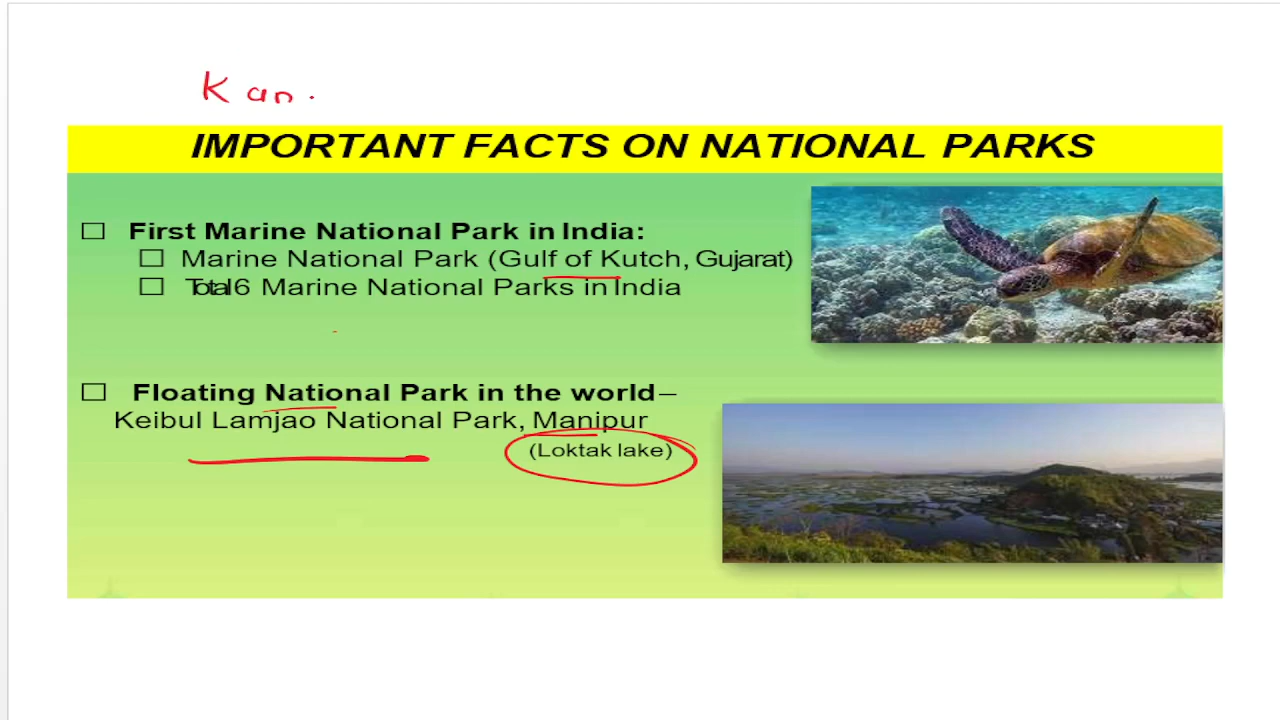 Kan.
IMPORTANT FACTS ON NATIONAL PARKS
First Marine National Park in India:
Marine National Park (Gulf of Kutch, Gujarat)
Total 6 Marine National Parks in India
Floating National Park in the world–
Keibul Lamjao National Park, Manipur
(Loktak lake)